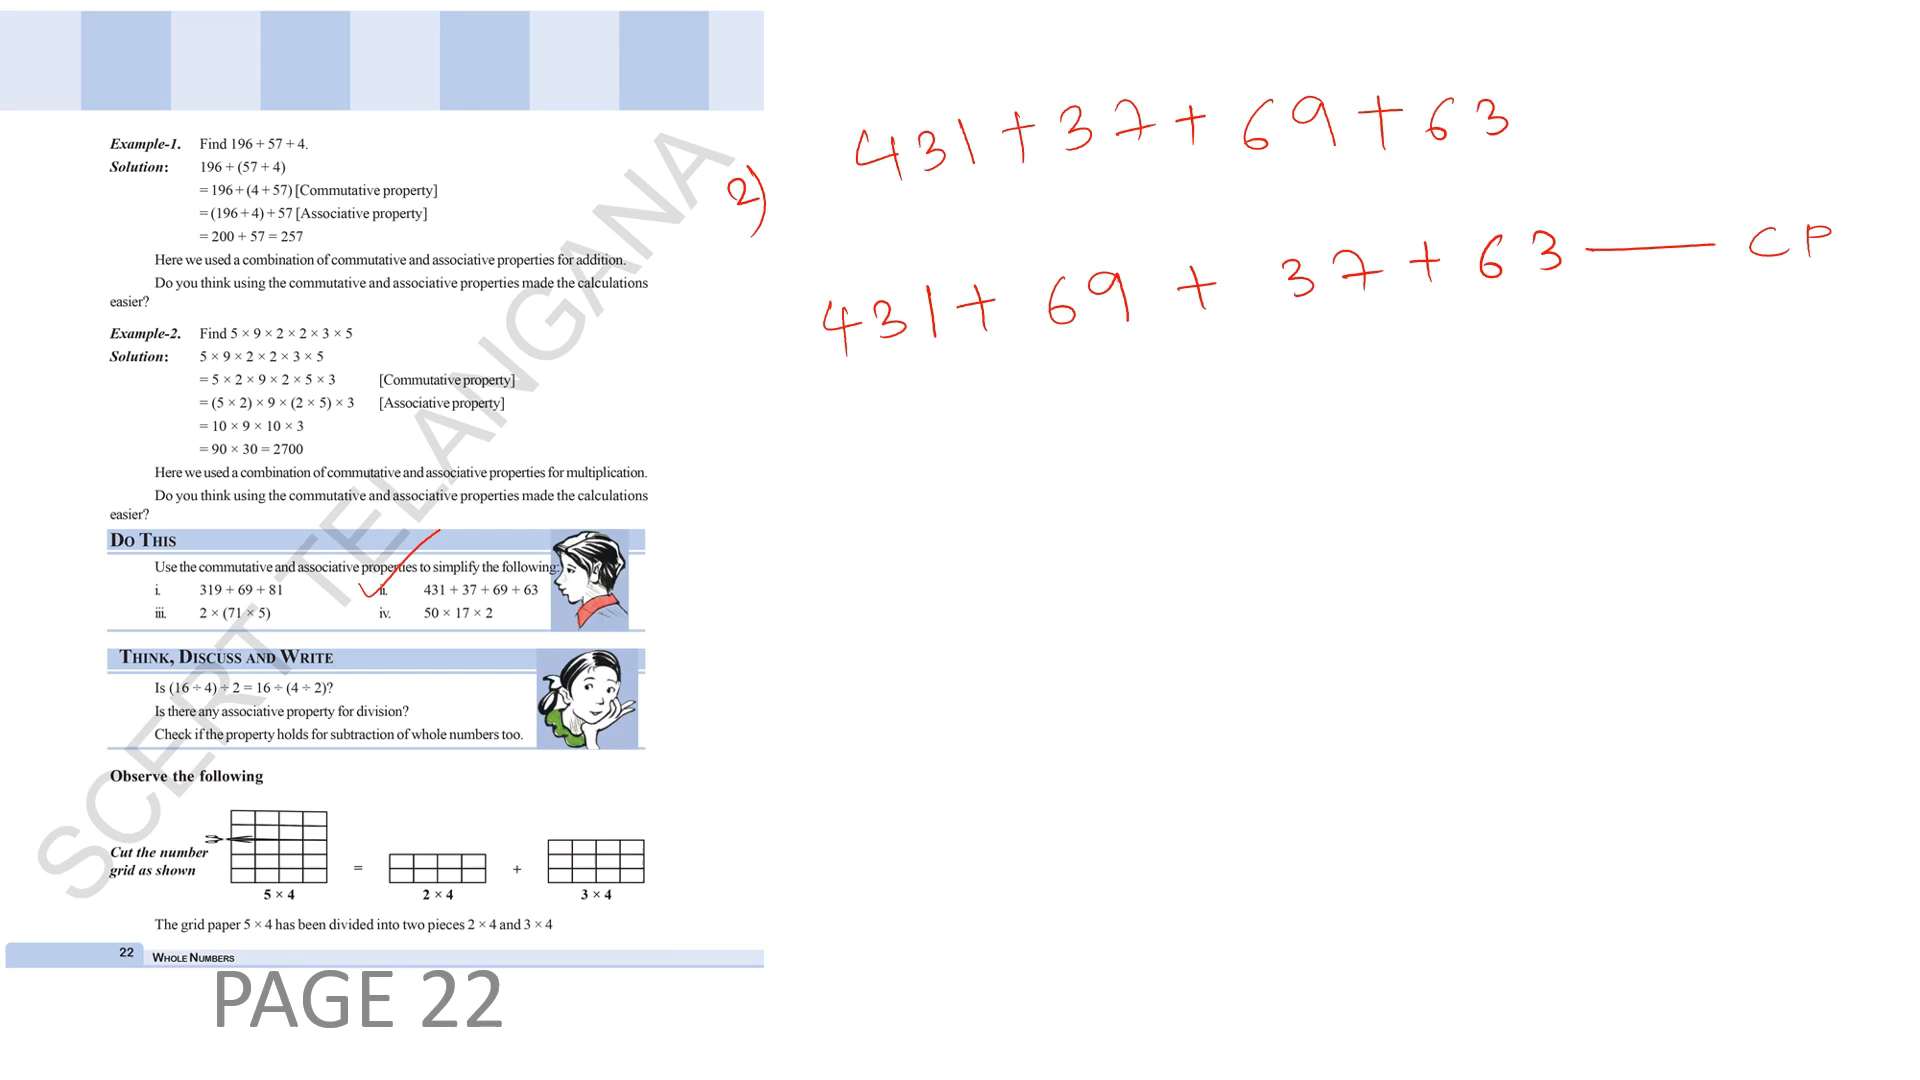 Example-1. Find 196 + 57 + 4.
Solution: 196 + (57 + 4)
= 196 + (4 + 57) [Commutative property]
= (196 + 4) + 57 [Associative property]
= 200 + 57 = 257
Here we used a combination of commutative and associative properties for addition.
Do you think using the commutative and associative properties made the calculations
easier?
Example-2. Find 5 × 9 × 2 × 2 × 3 × 5
Solution: 5 × 9 × 2 × 2 × 3 × 5
= 5 × 2 × 9 × 2 × 5 × 3 [Commutative property]
= (5 × 2) × 9 × (2 × 5) × 3 [Associative property]
= 10 × 9 × 10 × 3
= 90 × 30 = 2700
Here we used a combination of commutative and associative properties for multiplication.
Do you think using the commutative and associative properties made the calculations
easier?
DO THIS
Use the commutative and associative properties to simplify the following:
i. 319 + 69 + 81 ii. 431 + 37 + 69 + 63
iii. 2 × (71 × 5) iv. 50 × 17 × 2
THINK, DISCUSS AND WRITE
Is (16 ÷ 4) ÷ 2 = 16 ÷ (4 ÷ 2)?
Is there any associative property for division?
Check if the property holds for subtraction of whole numbers too.
Observe the following
Cut the number
grid as shown
= +
5 × 4 2 × 4 3 × 4
The grid paper 5 × 4 has been divided into two pieces 2 × 4 and 3 × 4
22 WHOLE NUMBERS
PAGE 22
SCERT TELANGANA
2) 431 + 37 + 69 + 63
431 + 69 + 37 + 63 — CP